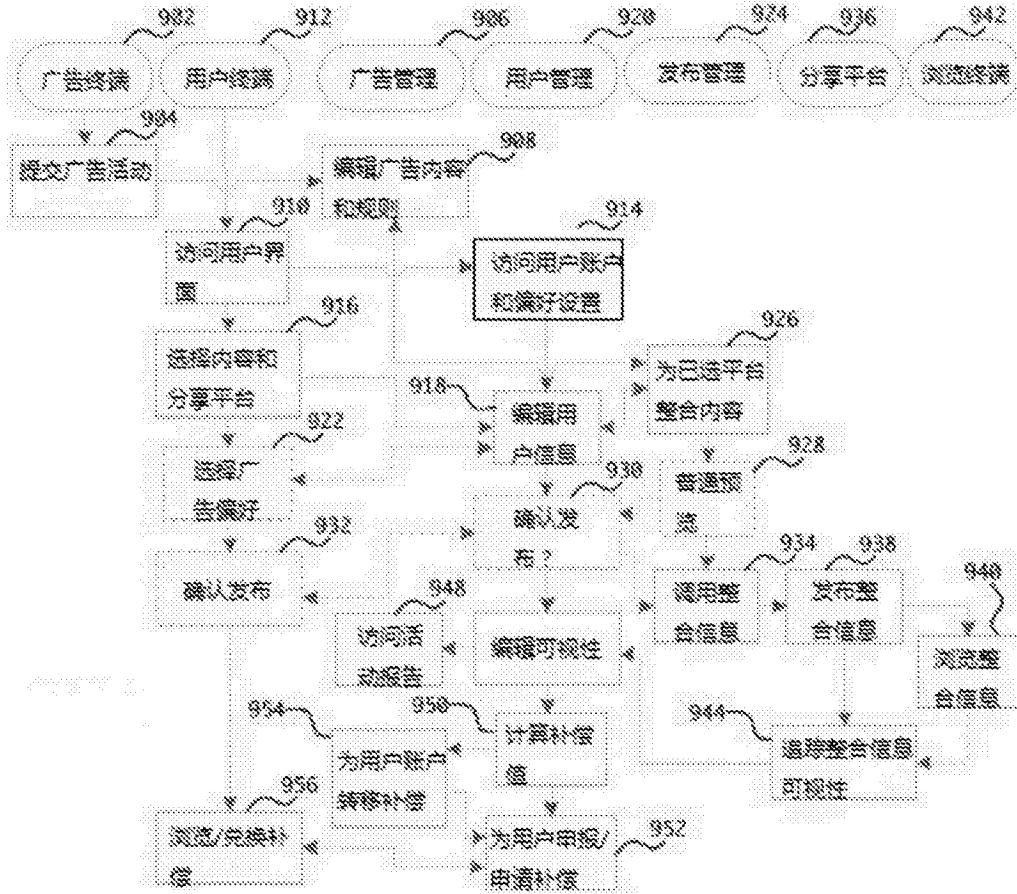 902
912
906
920
924
936
942
广告终端
用户终端
广告管理
用户管理
发布管理
分享平台
浏览终端
904
提交广告活动
908
编辑广告内容
和规则
910
访问用户界
面
914
访问用户账户
和偏好设置
916
选择内容和
分享平台
926
为已选平台
整合内容
918
编辑用
户信息
922
选择广
告偏好
928
普通预
览
930
确认发
布？
932
确认发布
934
调用整
合信息
938
发布整
合信息
940
浏览整
合信息
948
访问活
动报告
编辑可视性
944
追踪整合信息
可视性
950
计算补偿
值
954
为用户账户
转移补偿
956
浏览/兑换补
偿
952
为用户申报/
申请补偿